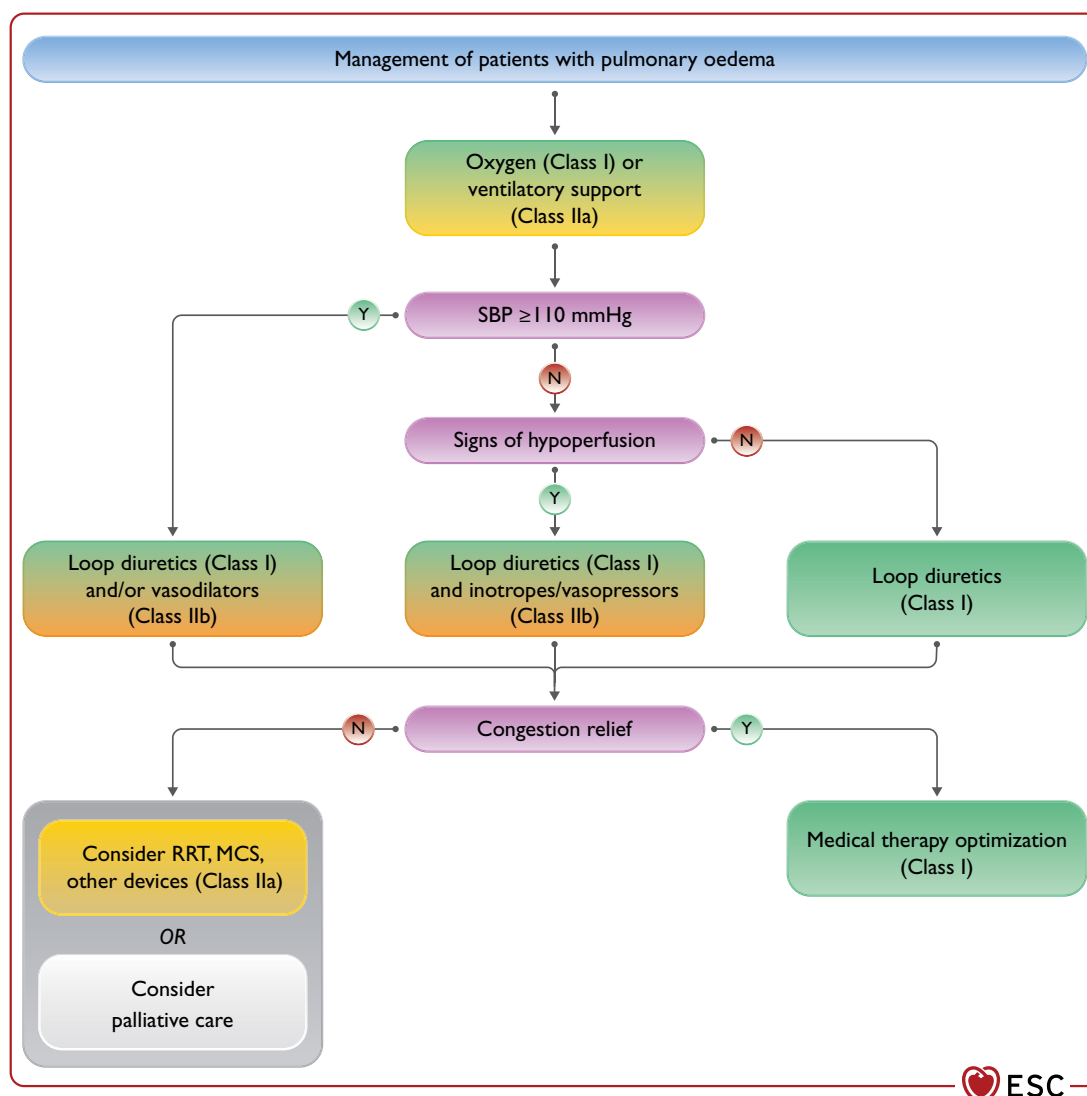 Management of patients with pulmonary oedema
Oxygen (Class I) or
ventilatory support
(Class IIa)
SBP ≥110 mmHg
Y
N
Signs of hypoperfusion
N
Y
Loop diuretics (Class I)
and/or vasodilators
(Class IIb)
Loop diuretics (Class I)
and inotropes/vasopressors
(Class IIb)
Loop diuretics
(Class I)
N
Congestion relief
Y
Consider RRT, MCS,
other devices (Class IIa)
OR
Consider
palliative care
Medical therapy optimization
(Class I)
ESC